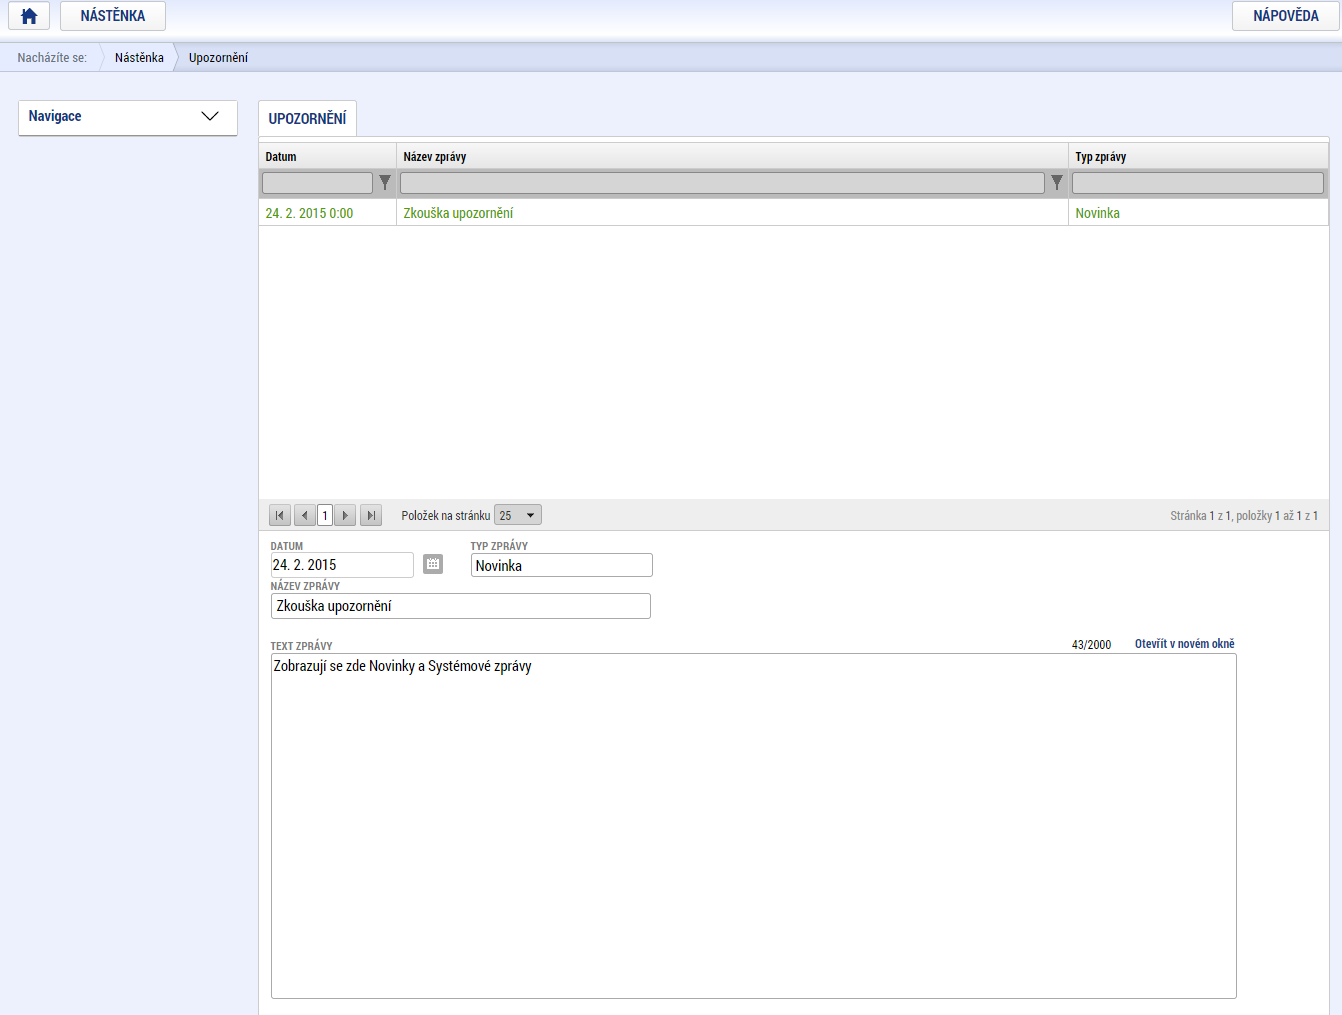 NÁSTĚNKA
NÁPOVĚDA
Nacházíte se: Nástěnka Upozornění
Navigace
UPOZORNĚNÍ
Datum Název zprávy Typ zprávy
24. 2. 2015 0:00 Zkouška upozornění Novinka
1 Položek na stránku 25 Stránka 1 z 1, položky 1 až 1 z 1
DATUM TYP ZPRÁVY
24. 2. 2015 Novinka
NÁZEV ZPRÁVY
Zkouška upozornění
TEXT ZPRÁVY 43/2000 Otevřít v novém okně
Zobrazují se zde Novinky a Systémové zprávy